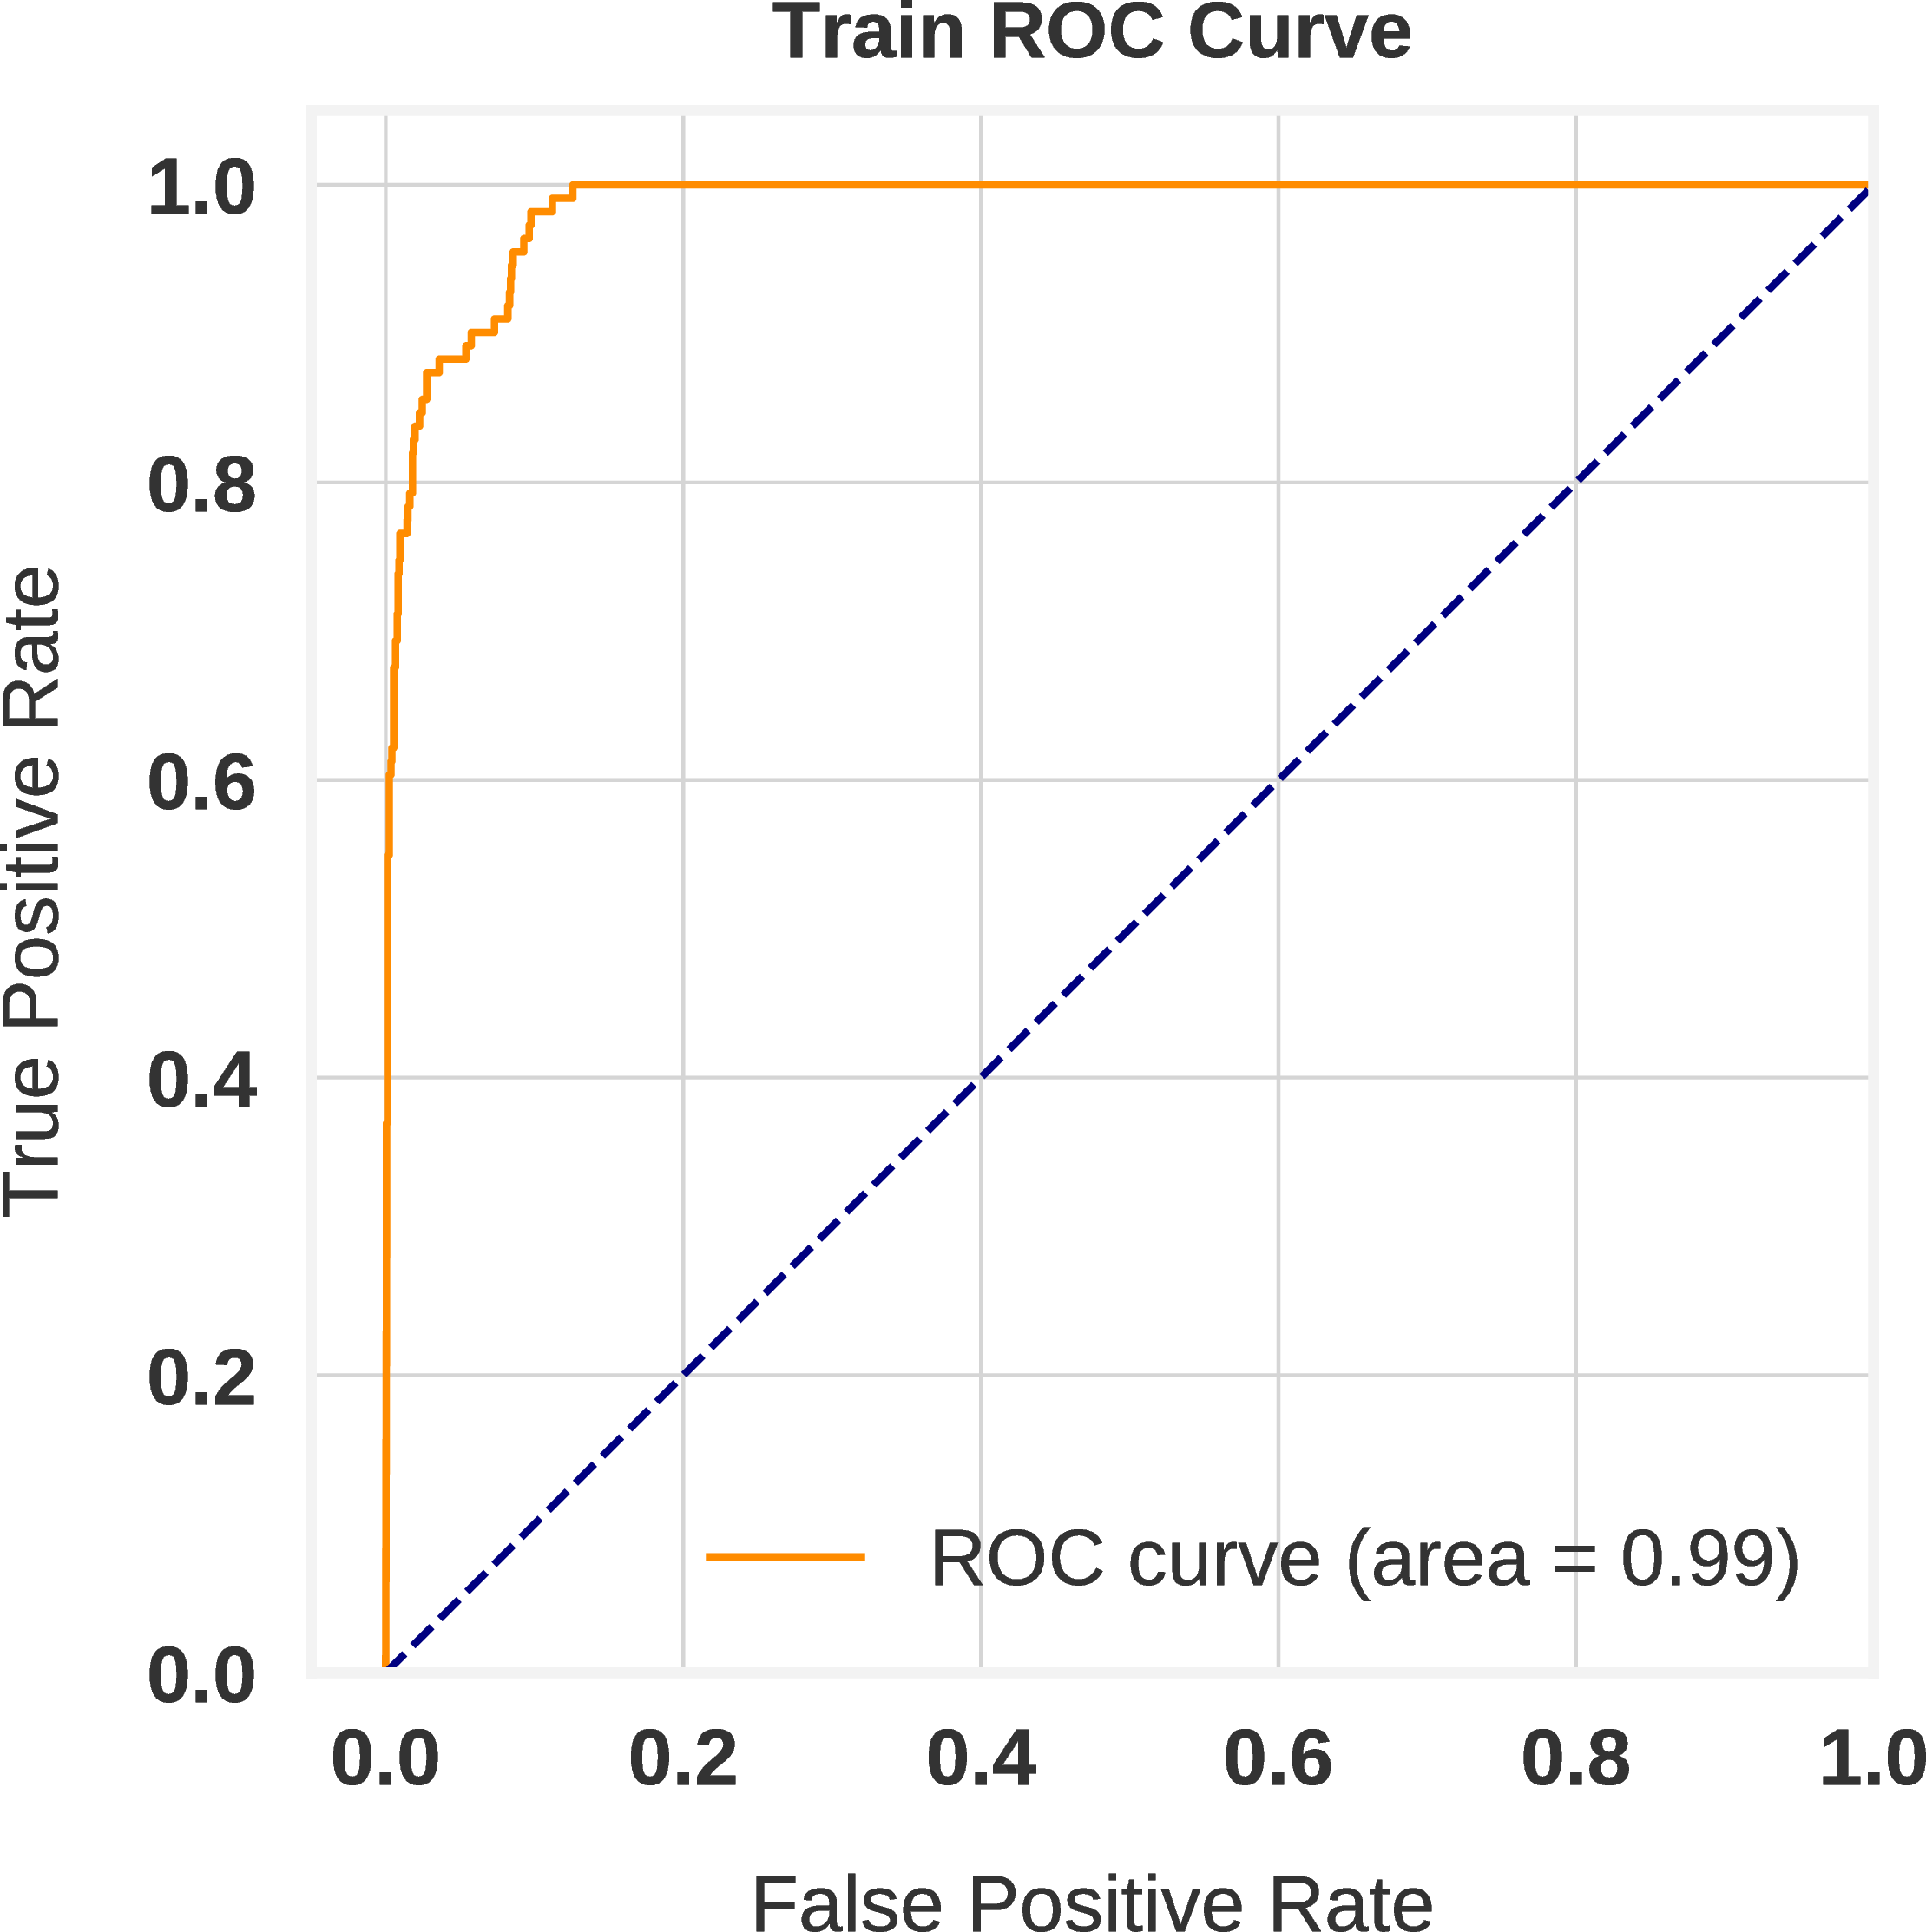 Train ROC Curve
1.0
0.8
0.6
0.4
0.2
0.0
True Positive Rate
ROC curve (area = 0.99)
0.0 0.2 0.4 0.6 0.8 1.0
False Positive Rate